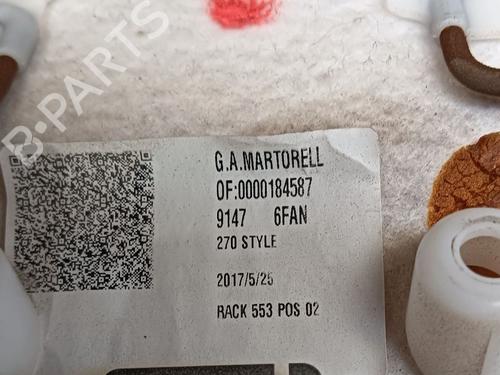 B-PARTS
G.A.MARTORELL
OF:0000184587
9147 6FAN
270 STYLE
2017/5/25
RACK 553 POS 02